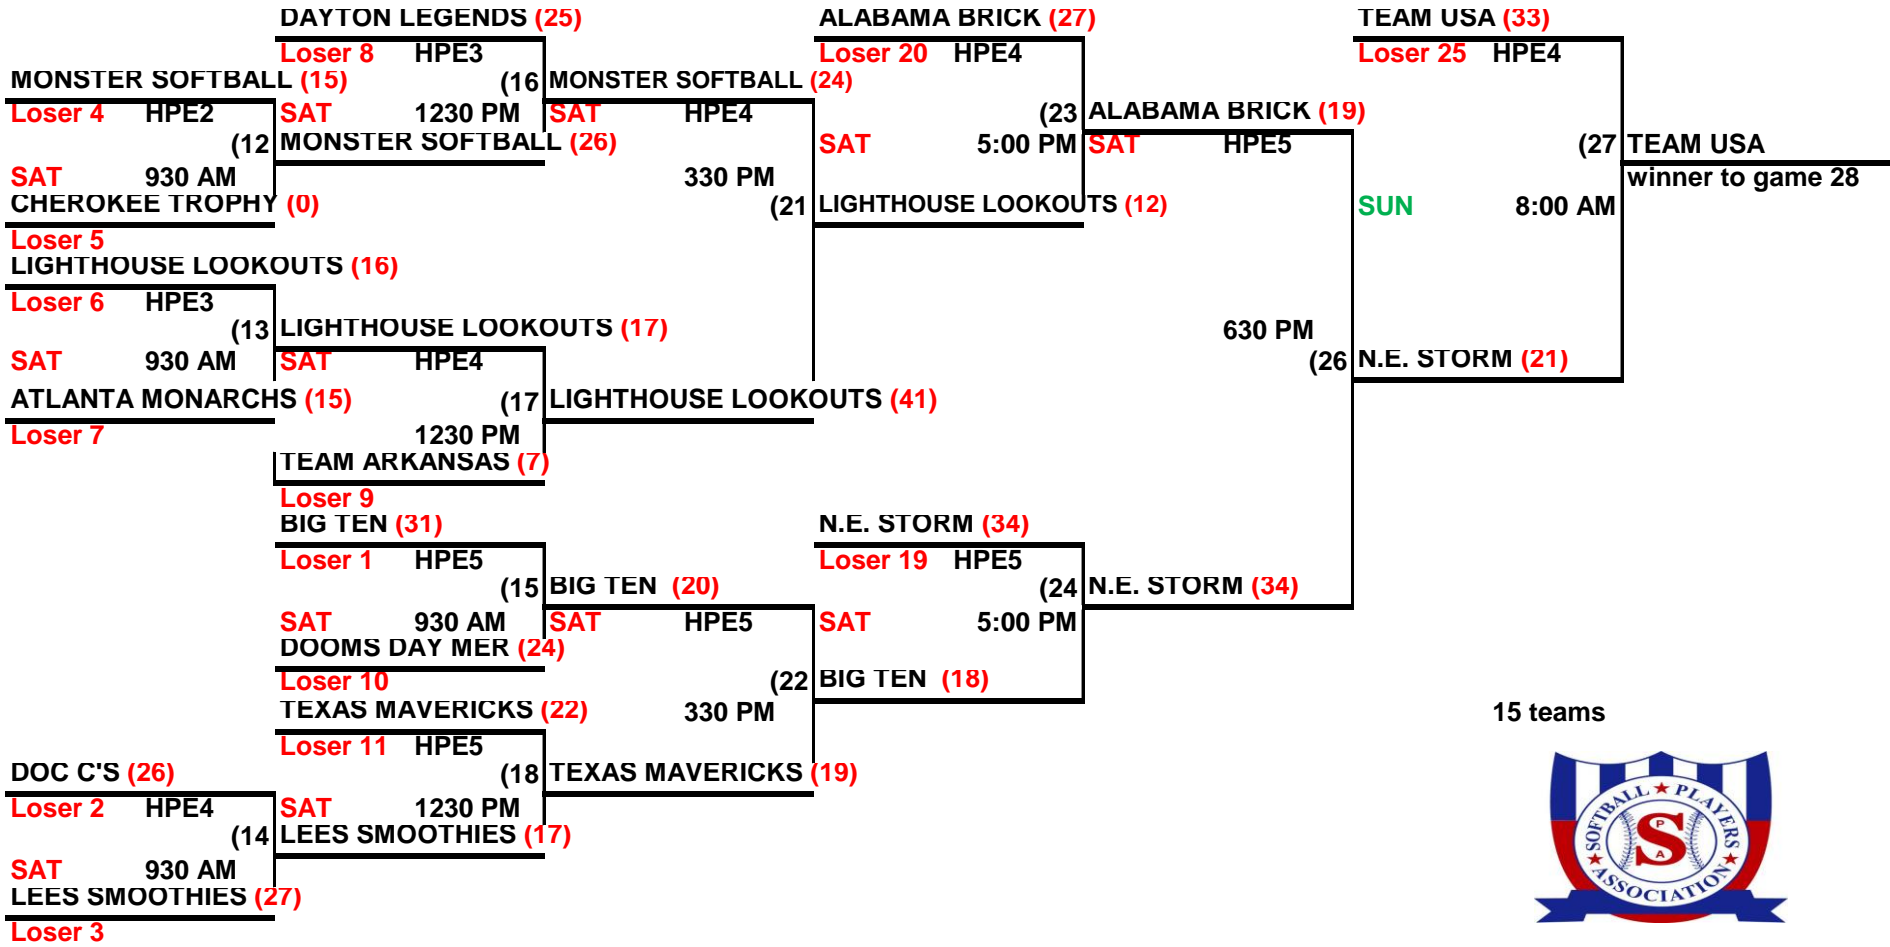 DAYTON LEGENDS (25) ALABAMA BRICK (27) TEAM USA (33)
Loser 8 HPE3 Loser 20 HPE4 Loser 25 HPE4
MONSTER SOFTBALL (15) (16 MONSTER SOFTBALL (24)
Loser 4 HPE2 SAT 1230 PM SAT HPE4 (23 ALABAMA BRICK (19)
(12 MONSTER SOFTBALL (26) SAT 5:00 PM SAT HPE5 (27 TEAM USA
SAT 930 AM 330 PM winner to game 28
CHEROKEE TROPHY (0) (21 LIGHTHOUSE LOOKOUTS (12) SUN 8:00 AM
Loser 5
LIGHTHOUSE LOOKOUTS (16)
Loser 6 HPE3
(13 LIGHTHOUSE LOOKOUTS (17) 630 PM
SAT 930 AM SAT HPE4 (26 N.E. STORM (21)
ATLANTA MONARCHS (15) (17 LIGHTHOUSE LOOKOUTS (41)
Loser 7 1230 PM
TEAM ARKANSAS (7)
Loser 9
BIG TEN (31) N.E. STORM (34)
Loser 1 HPE5 Loser 19 HPE5
(15 BIG TEN (20) (24 N.E. STORM (34)
SAT 930 AM SAT HPE5 SAT 5:00 PM
DOOMS DAY MER (24)
Loser 10 (22 BIG TEN (18)
TEXAS MAVERICKS (22) 330 PM 15 teams
Loser 11 HPE5
DOC C'S (26) (18 TEXAS MAVERICKS (19)
Loser 2 HPE4 SAT 1230 PM
(14 LEES SMOOTHIES (17)
SAT 930 AM
LEES SMOOTHIES (27)
Loser 3
SOFTBALL ★ PLAYERS
P
S
A
★ ASSOCIATION ★